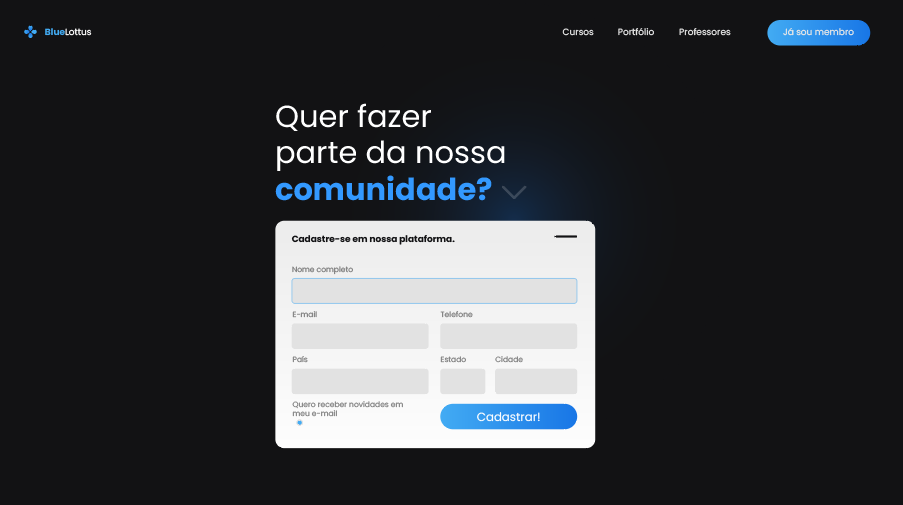 BlueLottus
Cursos
Portfólio
Professores
Já sou membro
Quer fazer
parte da nossa
comunidade?
Cadastre-se em nossa plataforma.
Nome completo
E-mail
Telefone
País
Estado
Cidade
Quero receber novidades em
meu e-mail
Cadastrar!